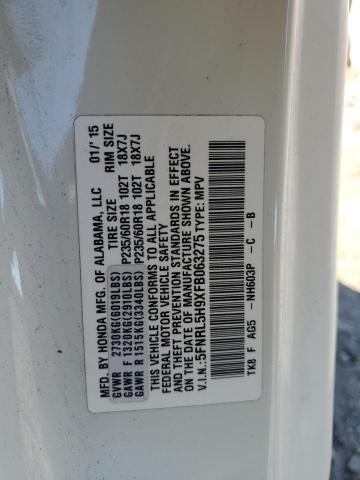 MFD. BY HONDA MFG. OF ALABAMA, LLC 01/'15
TIRE SIZE RIM SIZE
GVWR 2730KG(6019LBS)
GAWR F 1320KG(2910LBS) P235/60R18 102T 18X7J
GAWR R 1515KG(3340LBS) P235/60R18 102T 18X7J
THIS VEHICLE CONFORMS TO ALL APPLICABLE
FEDERAL MOTOR VEHICLE SAFETY AND
THEFT PREVENTION STANDARDS IN EFFECT
ON THE DATE OF MANUFACTURE SHOWN ABOVE.
V.I.N.:5FNRL5H9XFB063275 TYPE: MPV
TK8 F AG5 -NH603P - C - B